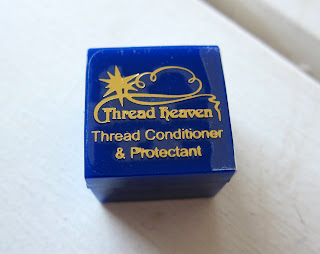 Thread Heaven
Thread Conditioner
& Protectant